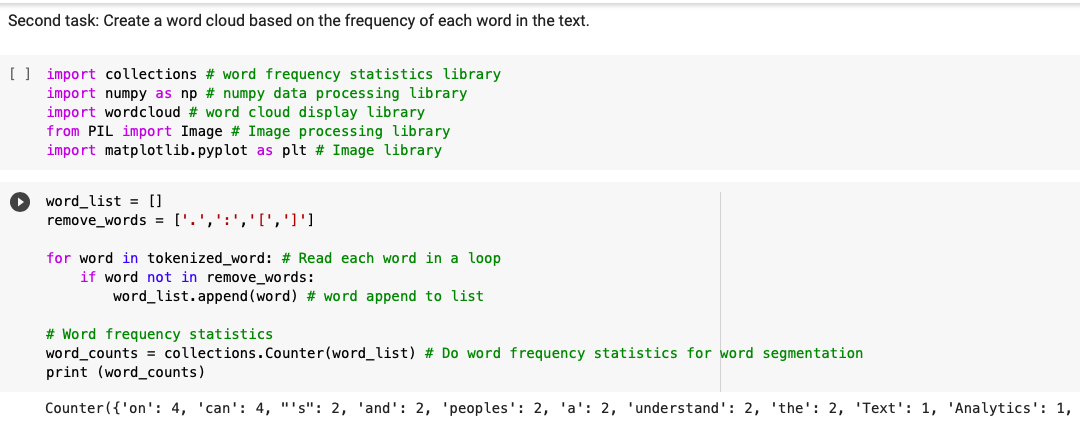 Second task: Create a word cloud based on the frequency of each word in the text.
[ ] import collections # word frequency statistics library
import numpy as np # numpy data processing library
import wordcloud # word cloud display library
from PIL import Image # Image processing library
import matplotlib.pyplot as plt # Image library
word_list = []
remove_words = ['.',':','[',']']
for word in tokenized_word: # Read each word in a loop
if word not in remove_words:
word_list.append(word) # word append to list
# Word frequency statistics
word_counts = collections.Counter(word_list) # Do word frequency statistics for word segmentation
print (word_counts)
Counter({'on': 4, 'can': 4, "'s": 2, 'and': 2, 'peoples': 2, 'a': 2, 'understand': 2, 'the': 2, 'Text': 1, 'Analytics': 1,